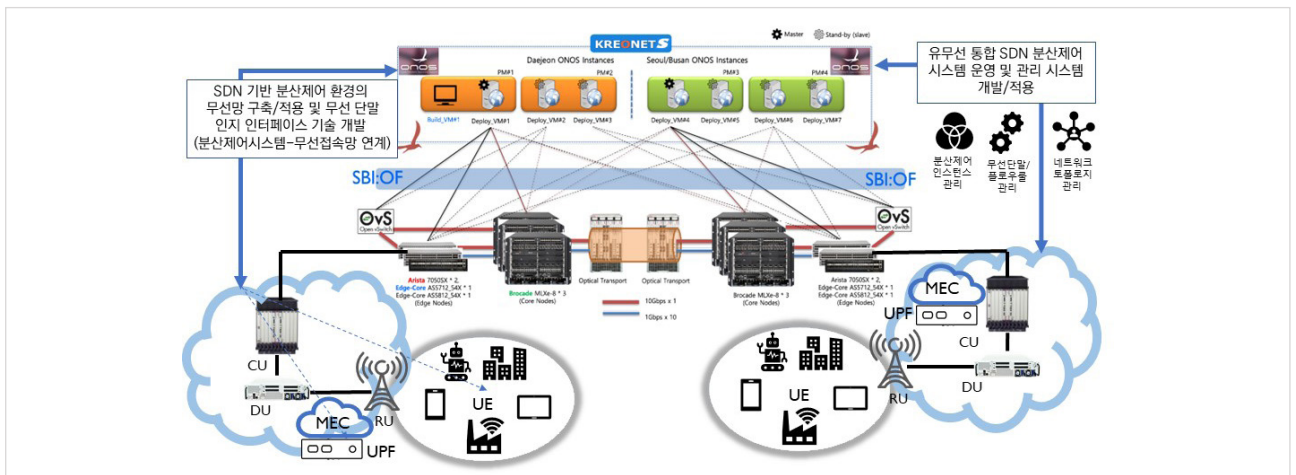 KREONET S
Master
Stand-by (slave)
onos
Daejeon ONOS Instances
Seoul/Busan ONOS Instances
onos
PM#1
PM#2
PM#3
PM#4
Build_VM#1
Deploy_VM#1
Deploy_VM#2
Deploy_VM#3
Deploy_VM#4
Deploy_VM#5
Deploy_VM#6
Deploy_VM#7
SDN 기반 분산제어 환경의
무선망 구축/적용 및 무선 단말
인지 인터페이스 기술 개발
(분산제어시스템-무선접속망 연계)
유무선 통합 SDN 분산제어
시스템 운영 및 관리 시스템
개발/적용
분산제어
인스턴스
관리
무선단말/
플로우룰
관리
네트워크
토폴로지
관리
SBI:OF
SBI:OF
OvS
Open vSwitch
OvS
Open vSwitch
Arista 7050SX * 2,
Edge-Core AS5712_54X * 1
Edge-Core AS5812_54X * 1
(Edge Nodes)
Brocade MLXe-8 * 3
(Core Nodes)
Optical Transport
Optical Transport
Brocade MLXe-8 * 3
(Core Nodes)
Arista 7050SX * 2,
Edge-Core AS5712_54X * 1
Edge-Core AS5812_54X * 1
(Edge Nodes)
10Gbps x 1
1Gbps x 10
CU
DU
RU
MEC
UPF
UE
UE
RU
MEC
UPF
CU
DU